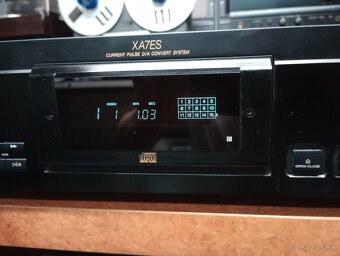 XA7ES
CURRENT PULSE D/A CONVERT SYSTEM
INDEX MIN SEC
1 1 1.03
1 2 3 4 5
6 7 8 9 10
11 12 13 14 15
OPEN/CLOSE